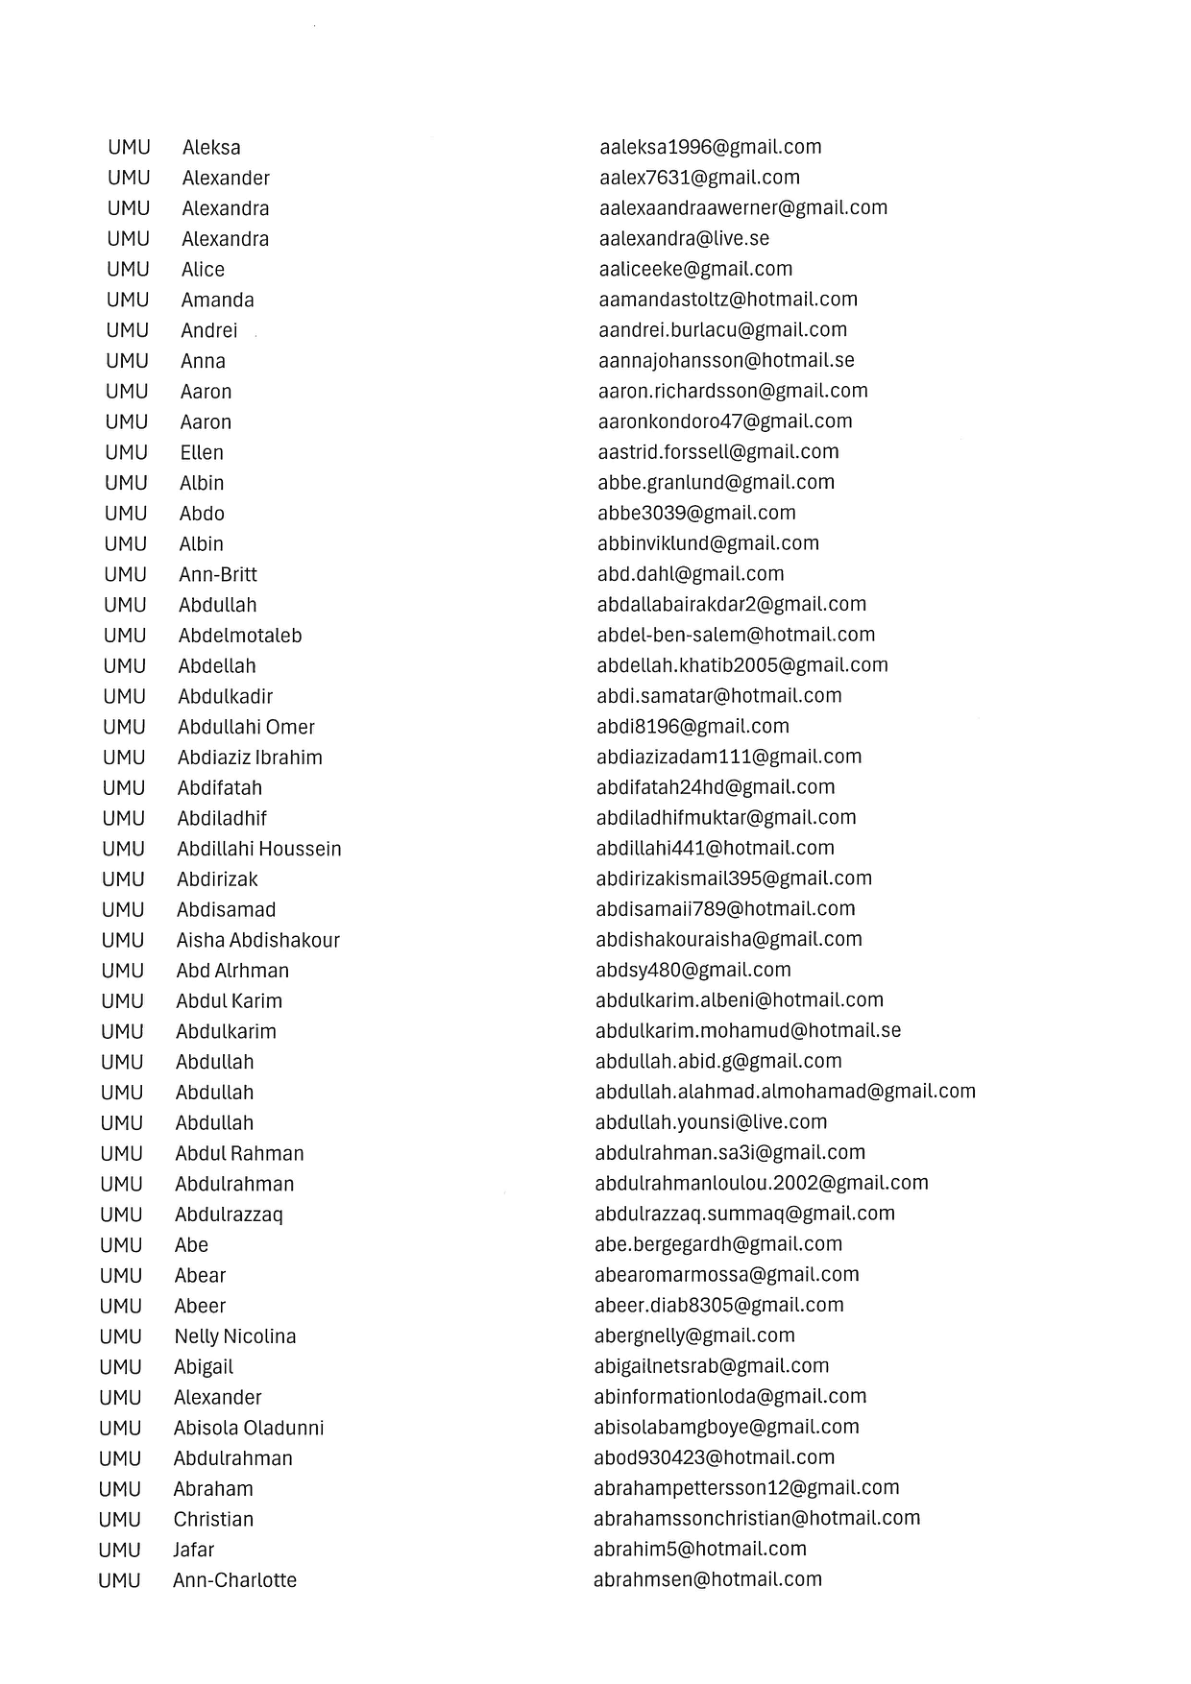 UMU Aleksa aaleksa1996@gmail.com
UMU Alexander aalex7631@gmail.com
UMU Alexandra aalexaandraawerner@gmail.com
UMU Alexandra aalexandra@live.se
UMU Alice aaliceeke@gmail.com
UMU Amanda aamandastoltz@hotmail.com
UMU Andrei aandrei.burlacu@gmail.com
UMU Anna aannajohansson@hotmail.se
UMU Aaron aaron.richardsson@gmail.com
UMU Aaron aaronkondoro47@gmail.com
UMU Ellen aastrid.forssell@gmail.com
UMU Albin abbe.granlund@gmail.com
UMU Abdo abbe3039@gmail.com
UMU Albin abbinviklund@gmail.com
UMU Ann-Britt abd.dahl@gmail.com
UMU Abdullah abdallabairakdar2@gmail.com
UMU Abdelmotaleb abdel-ben-salem@hotmail.com
UMU Abdellah abdellah.khatib2005@gmail.com
UMU Abdulkadir abdi.samatar@hotmail.com
UMU Abdullahi Omer abdi8196@gmail.com
UMU Abdiaziz Ibrahim abdiazizadam111@gmail.com
UMU Abdifatah abdifatah24hd@gmail.com
UMU Abdiladhif abdiladhifmuktar@gmail.com
UMU Abdillahi Houssein abdillahi441@hotmail.com
UMU Abdirizak abdirizakismail395@gmail.com
UMU Abdisamad abdisamaii789@hotmail.com
UMU Aisha Abdishakour abdishakouraisha@gmail.com
UMU Abd Alrhman abdsy480@gmail.com
UMU Abdul Karim abdulkarim.albeni@hotmail.com
UMU Abdulkarim abdulkarim.mohamud@hotmail.se
UMU Abdullah abdullah.abid.g@gmail.com
UMU Abdullah abdullah.alahmad.almohamad@gmail.com
UMU Abdullah abdullah.younsi@live.com
UMU Abdul Rahman abdulrahman.sa3i@gmail.com
UMU Abdulrahman abdulrahmanloulou.2002@gmail.com
UMU Abdulrazzaq abdulrazzaq.summaq@gmail.com
UMU Abe abe.bergegardh@gmail.com
UMU Abear abearomarmossa@gmail.com
UMU Abeer abeer.diab8305@gmail.com
UMU Nelly Nicolina abergnelly@gmail.com
UMU Abigail abigailnetsrab@gmail.com
UMU Alexander abinformationloda@gmail.com
UMU Abisola Oladunni abisolabamgboye@gmail.com
UMU Abdulrahman abod930423@hotmail.com
UMU Abraham abrahampettersson12@gmail.com
UMU Christian abrahamssonchristian@hotmail.com
UMU Jafar abrahim5@hotmail.com
UMU Ann-Charlotte abrahmsen@hotmail.com